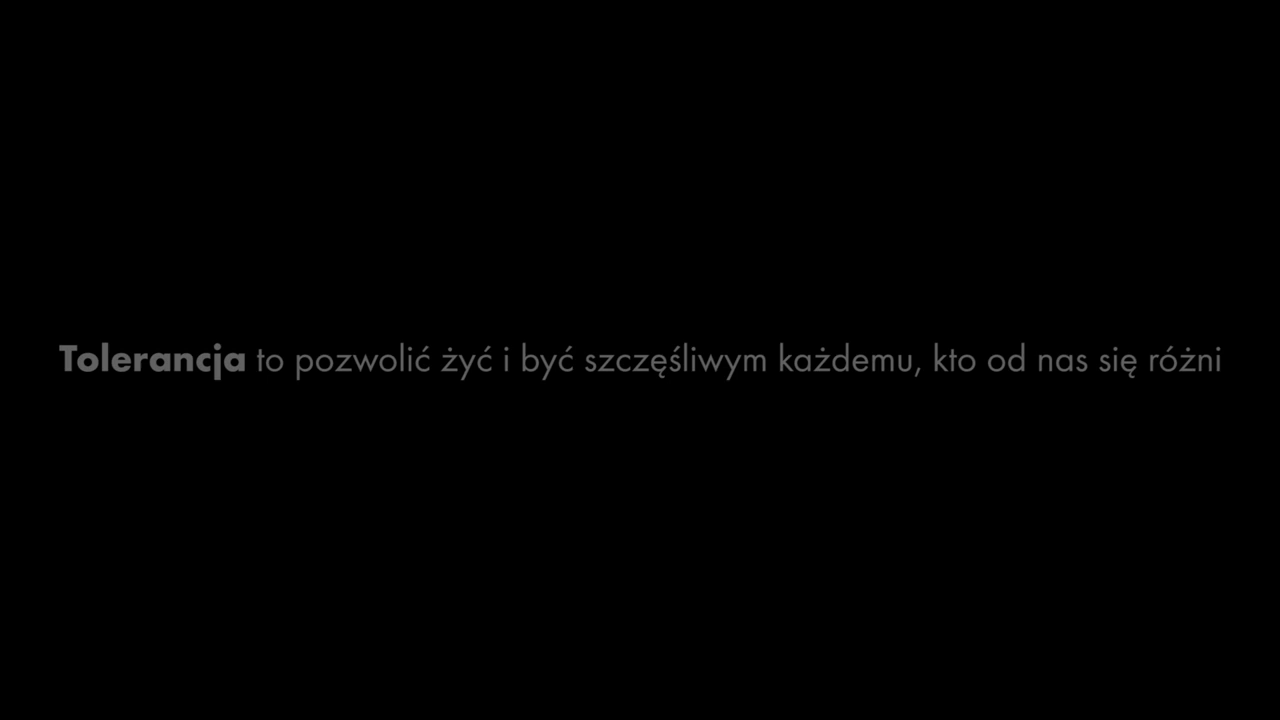 Tolerancja to pozwolić żyć i być szczęśliwym każdemu, kto od nas się różni